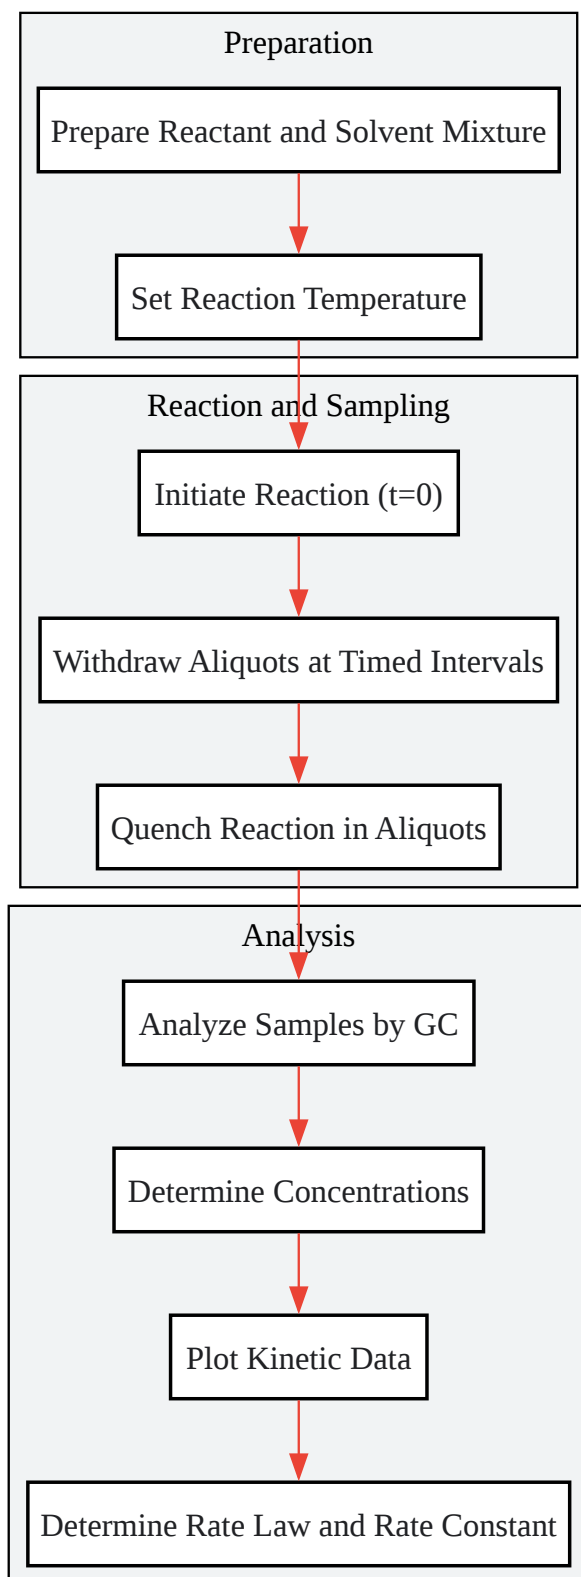 Preparation
Prepare Reactant and Solvent Mixture
Set Reaction Temperature
Reaction and Sampling
Initiate Reaction (t=0)
Withdraw Aliquots at Timed Intervals
Quench Reaction in Aliquots
Analysis
Analyze Samples by GC
Determine Concentrations
Plot Kinetic Data
Determine Rate Law and Rate Constant